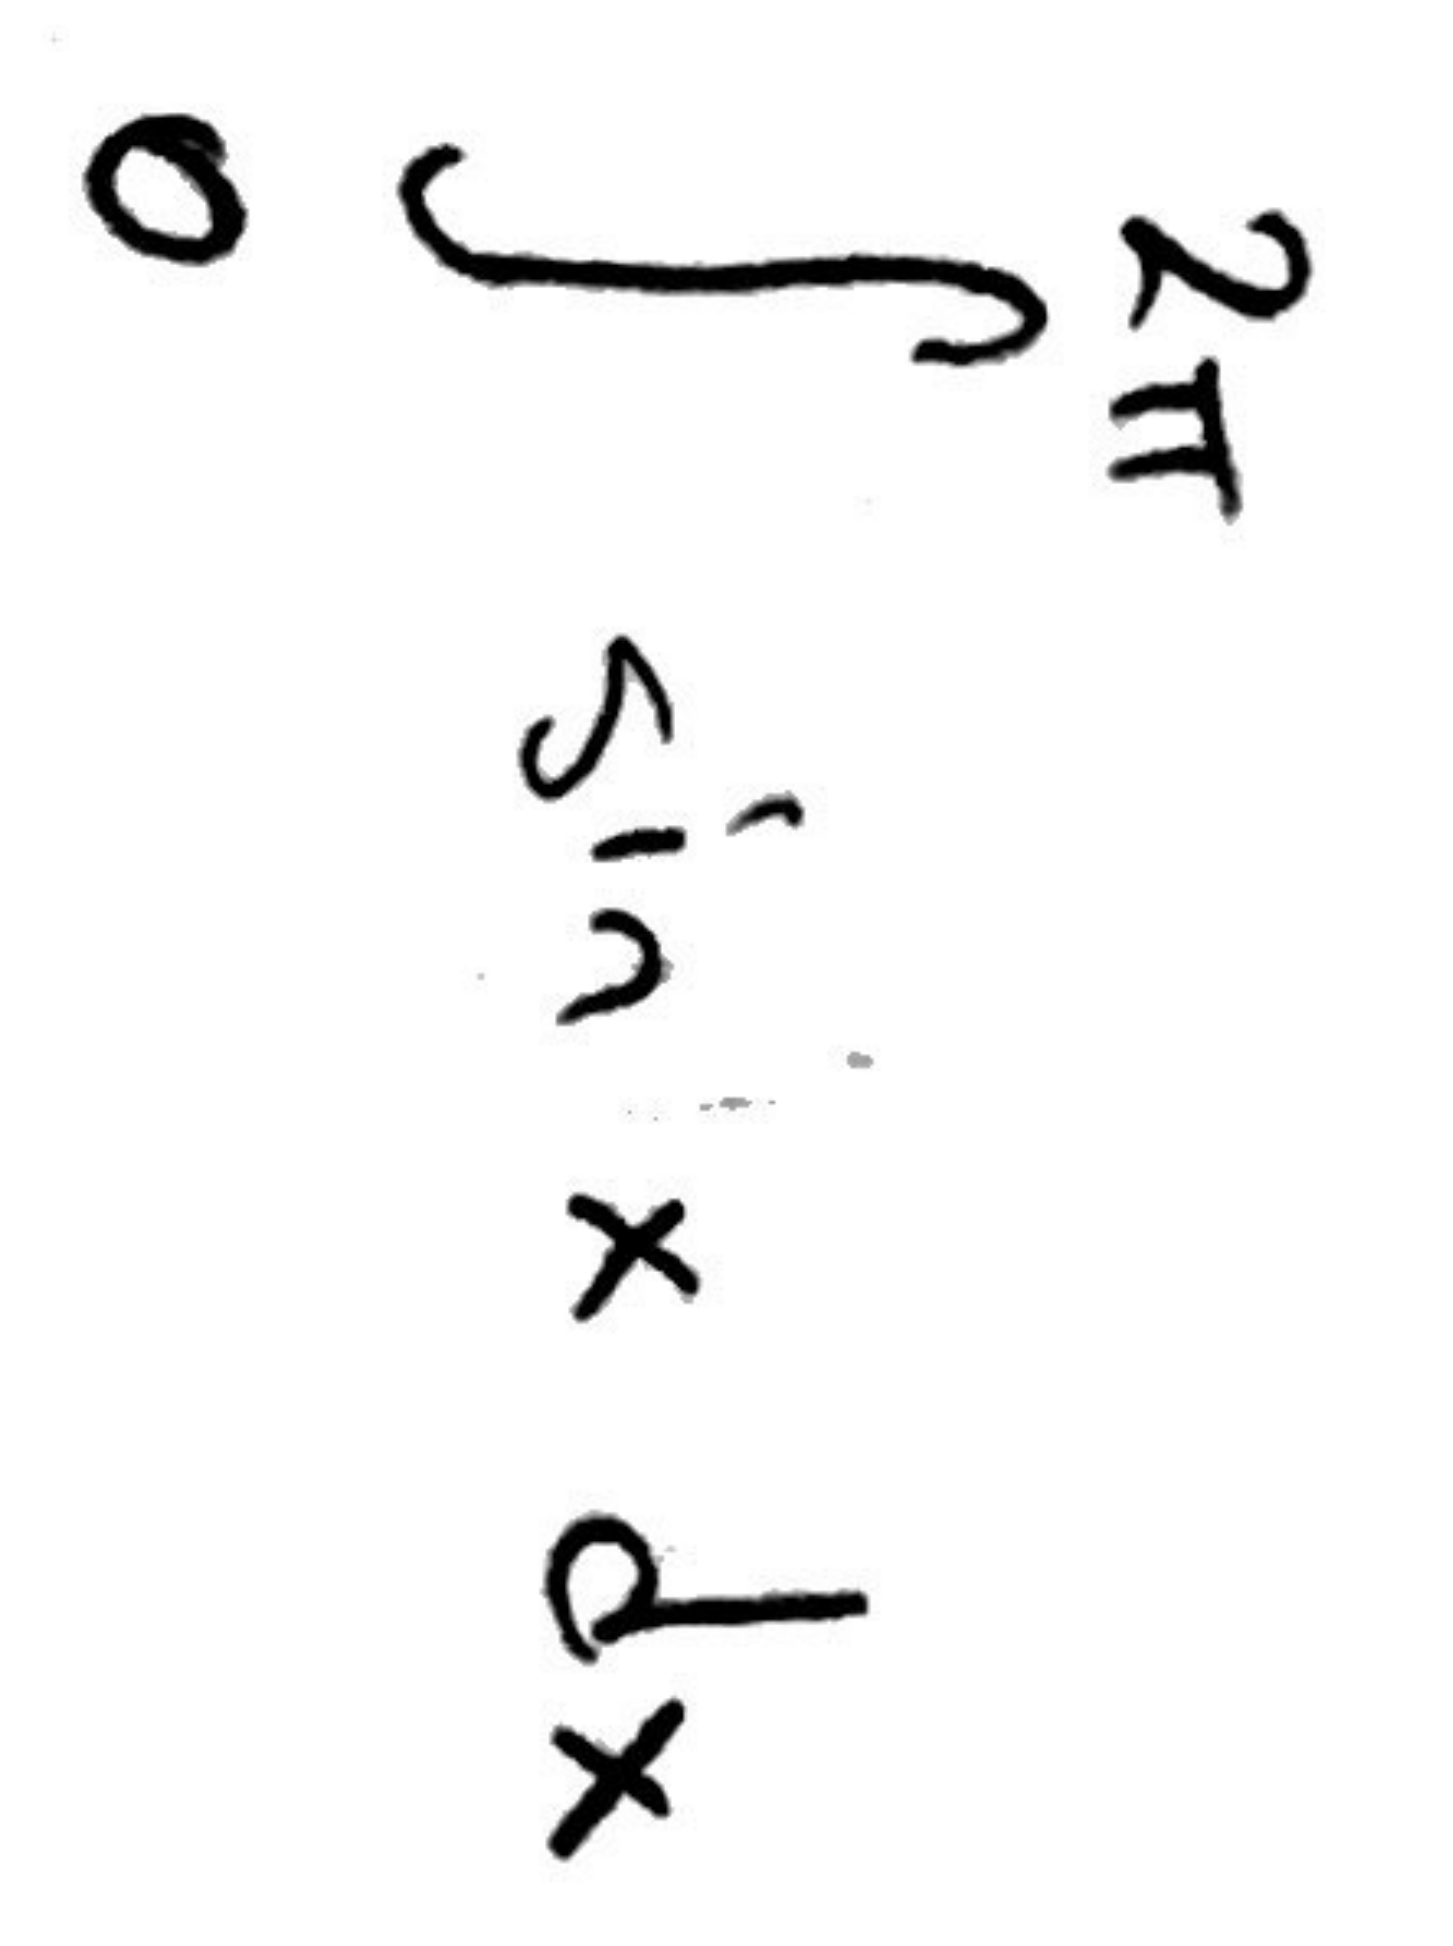 ∫₀^{2π} sin x dx